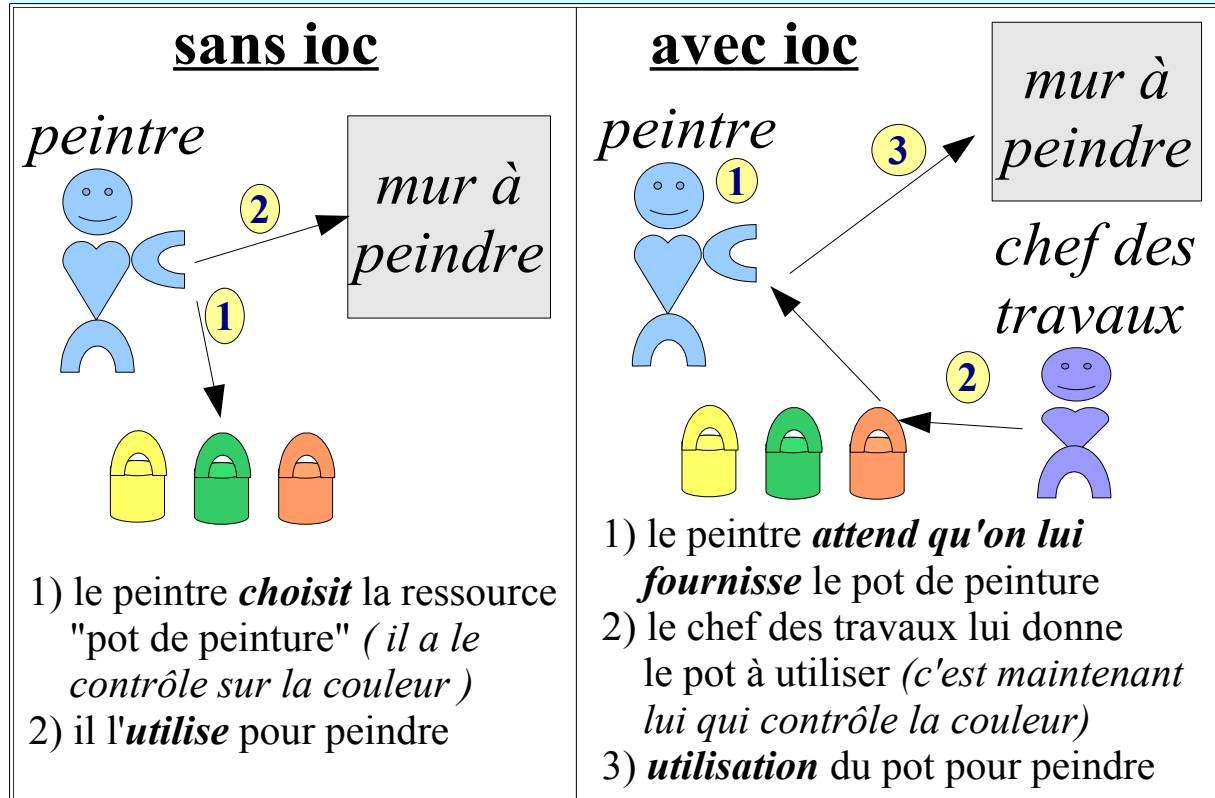 sans ioc
peintre
2
mur à
peindre
1
1) le peintre choisit la ressource
"pot de peinture" ( il a le
contrôle sur la couleur )
2) il l'utilise pour peindre
avec ioc
peintre
1
3
mur à
peindre
chef des
travaux
2
1) le peintre attend qu'on lui
fournisse le pot de peinture
2) le chef des travaux lui donne
le pot à utiliser (c'est maintenant
lui qui contrôle la couleur)
3) utilisation du pot pour peindre